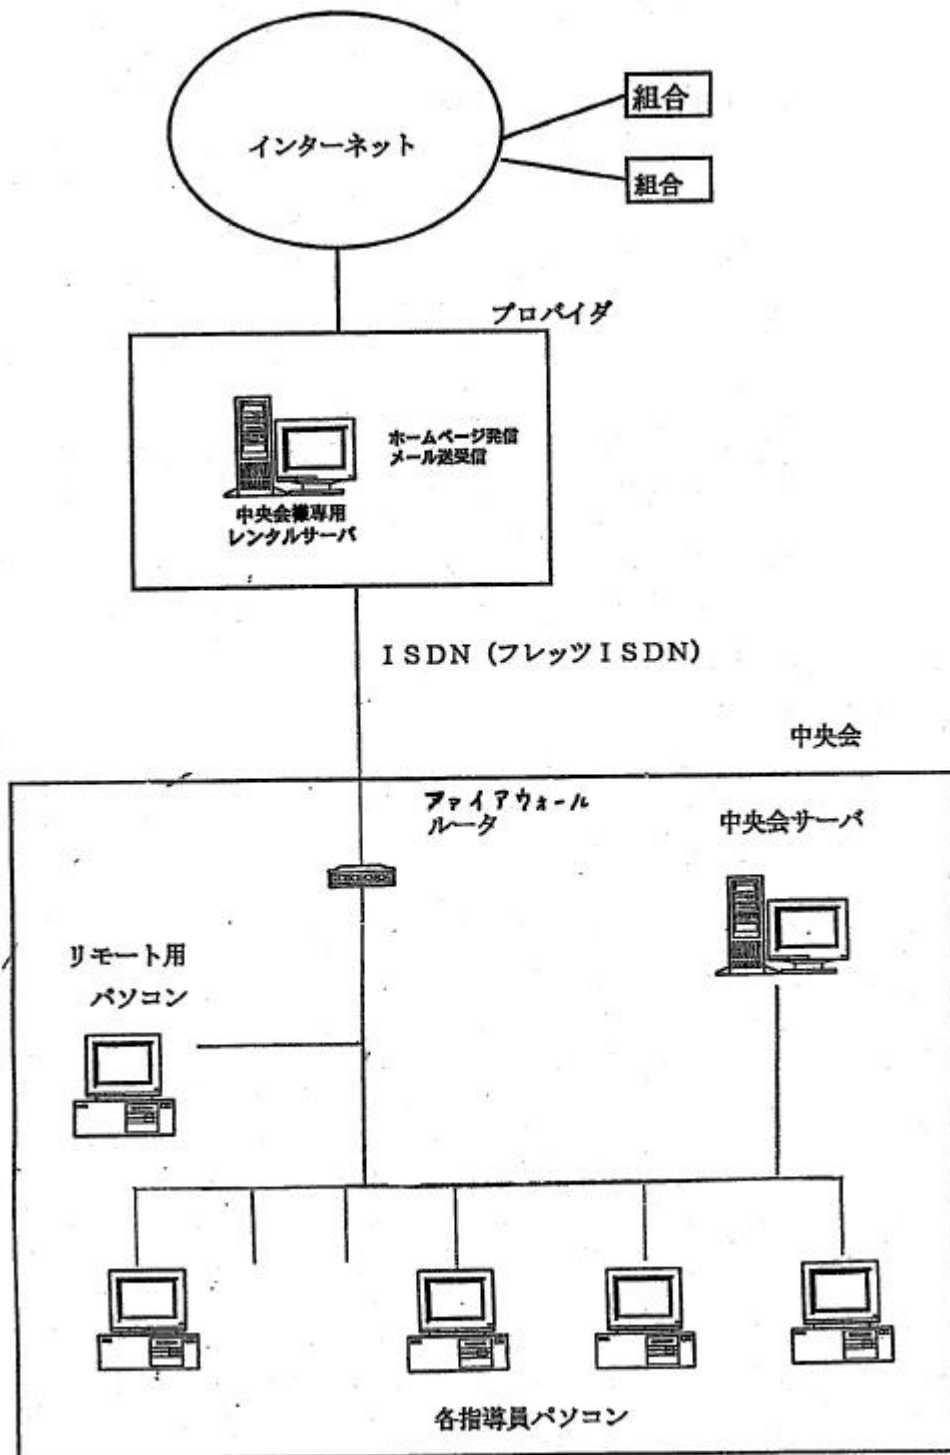 組合
インターネット
組合
プロバイダ
ホームページ発信
メール送受信
中央会様専用
レンタルサーバ
ISDN（フレッツISDN）
中央会
ファイアウォール
ルータ
中央会サーバ
リモート用
パソコン
各指導員パソコン